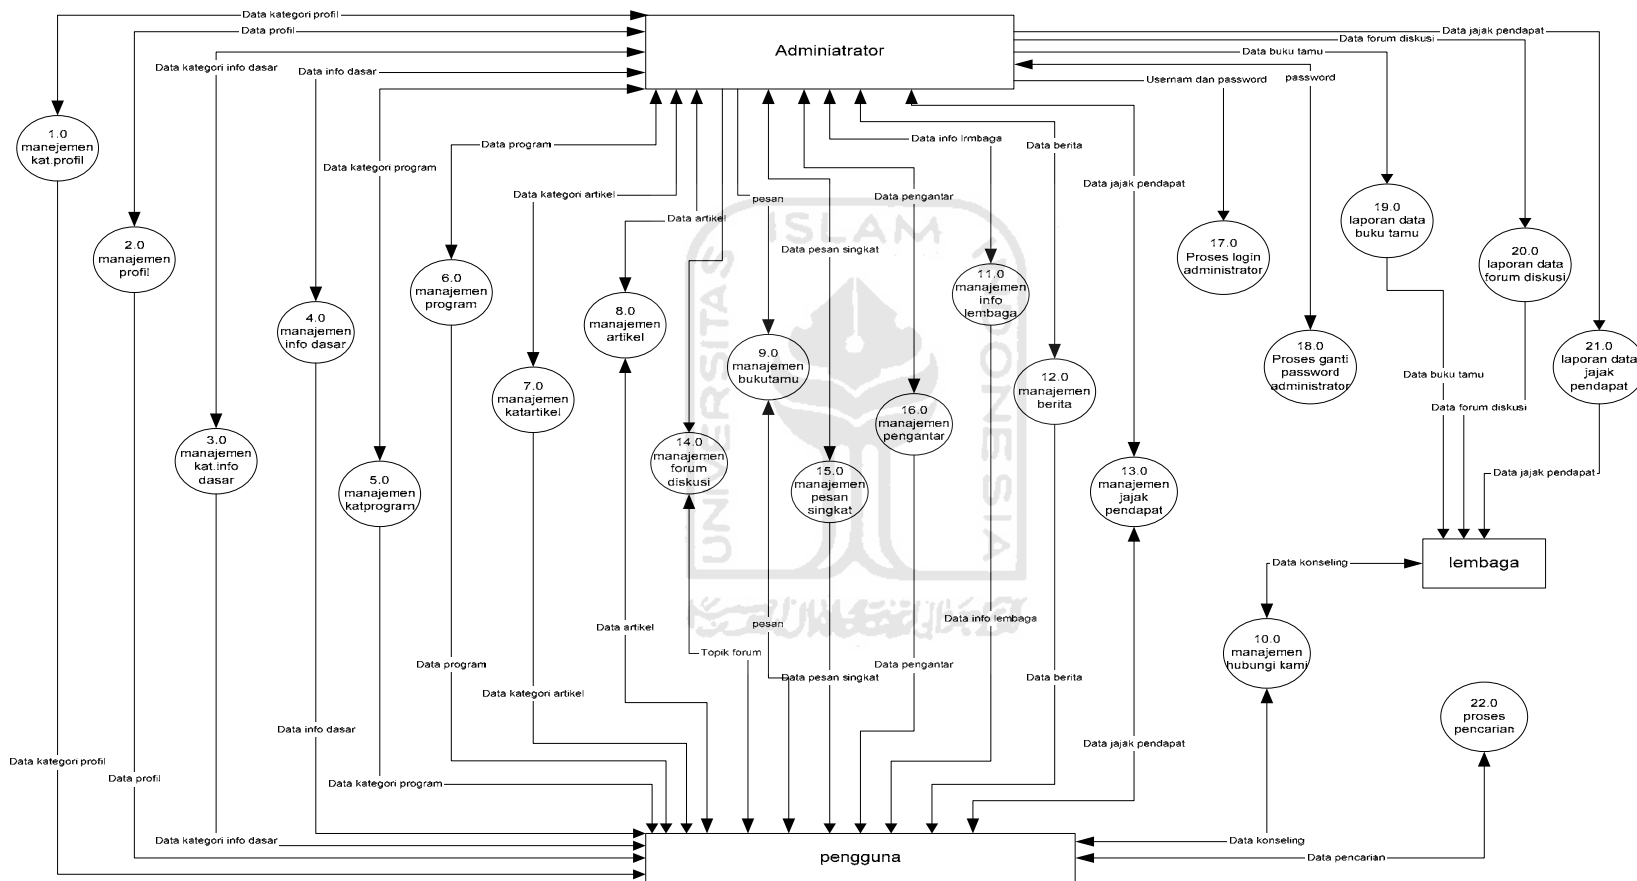 Data kategori profil
Data profil
Data kategori info dasar
Data info dasar
Data kategori program
Data program
Data kategori artikel
Data artikel
pesan
Data pesan singkat
Data pengantar
Data info lrmbaga
Data berita
Data jajak pendapat
Adminiatrator
Data jajak pendapat
Data forum diskusi
Data buku tamu
Usernam dan password
password
1.0
manejemen
kat.profil
2.0
manajemen
profil
3.0
manajemen
kat.info
dasar
4.0
manajemen
info dasar
5.0
manajemen
katprogram
6.0
manajemen
program
7.0
manajemen
katartikel
8.0
manajemen
artikel
9.0
manajemen
bukutamu
14.0
manajemen
forum
diskusi
15.0
manajemen
pesan
singkat
16.0
manajemen
pengantar
11.0
manajemen
info
lembaga
12.0
manajemen
berita
13.0
manajemen
jajak
pendapat
17.0
Proses login
administrator
18.0
Proses ganti
password
administrator
19.0
laporan data
buku tamu
20.0
laporan data
forum diskusi
21.0
laporan data
jajak
pendapat
Data buku tamu
Data forum diskusi
Data jajak pendapat
lembaga
Data konseling
10.0
manajemen
hubungi kami
22.0
proses
pencarian
Data kategori profil
Data profil
Data kategori info dasar
Data info dasar
Data kategori program
Data program
Data kategori artikel
Data artikel
Topik forum
pesan
Data pesan singkat
Data pengantar
Data info lembaga
Data berita
Data jajak pendapat
Data konseling
Data pencarian
pengguna
UNIVERSITAS
ISLAM
INDONESIA